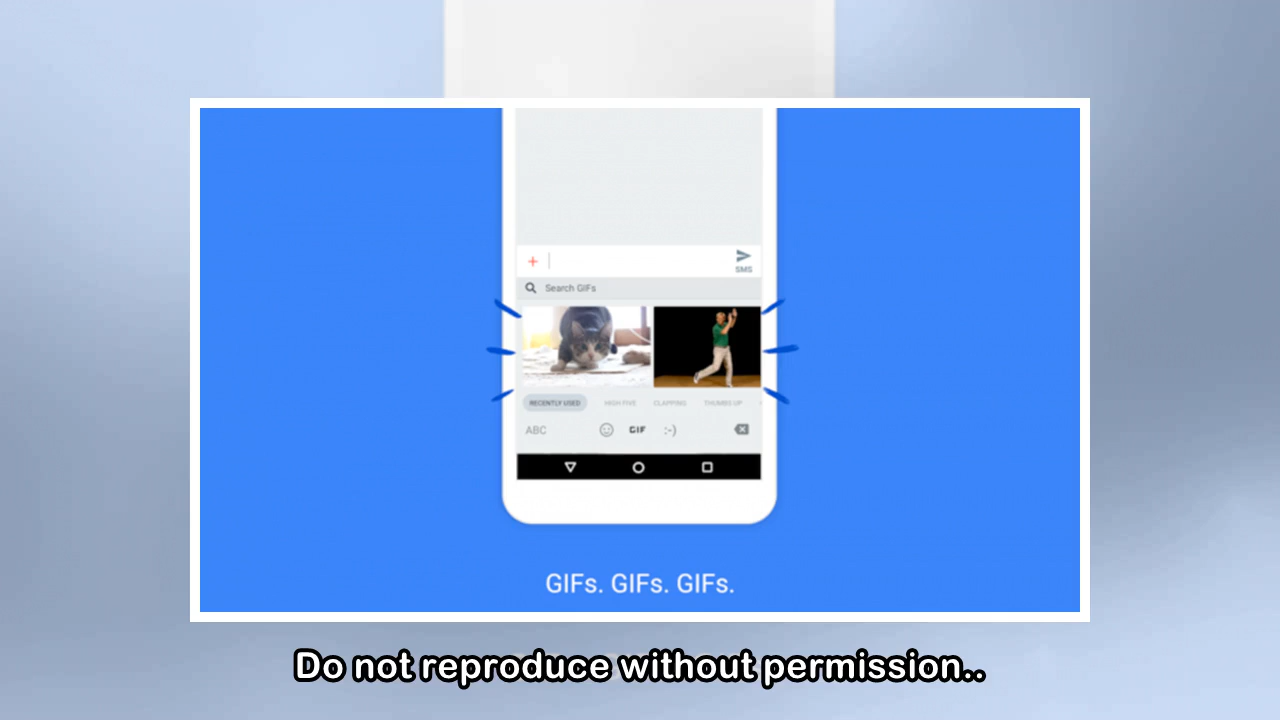 +
SMS
Search GIFs
RECENTLY USED HIGH FIVE CLAPPING THUMBS UP
ABC GIF :-)
GIFs. GIFs. GIFs.
Do not reproduce without permission..